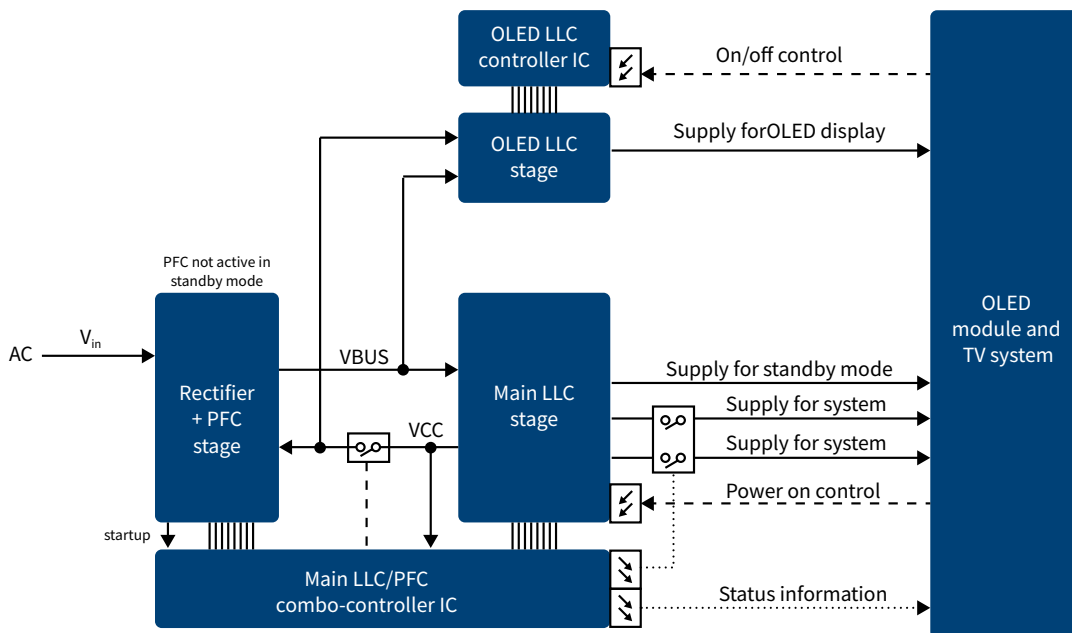 OLED LLC
controller IC
On/off control
OLED LLC
stage
Supply forOLED display
PFC not active in
standby mode
AC
Vin
Rectifier
+ PFC
stage
VBUS
VCC
Main LLC
stage
Supply for standby mode
Supply for system
Supply for system
Power on control
OLED
module and
TV system
startup
Main LLC/PFC
combo-controller IC
Status information